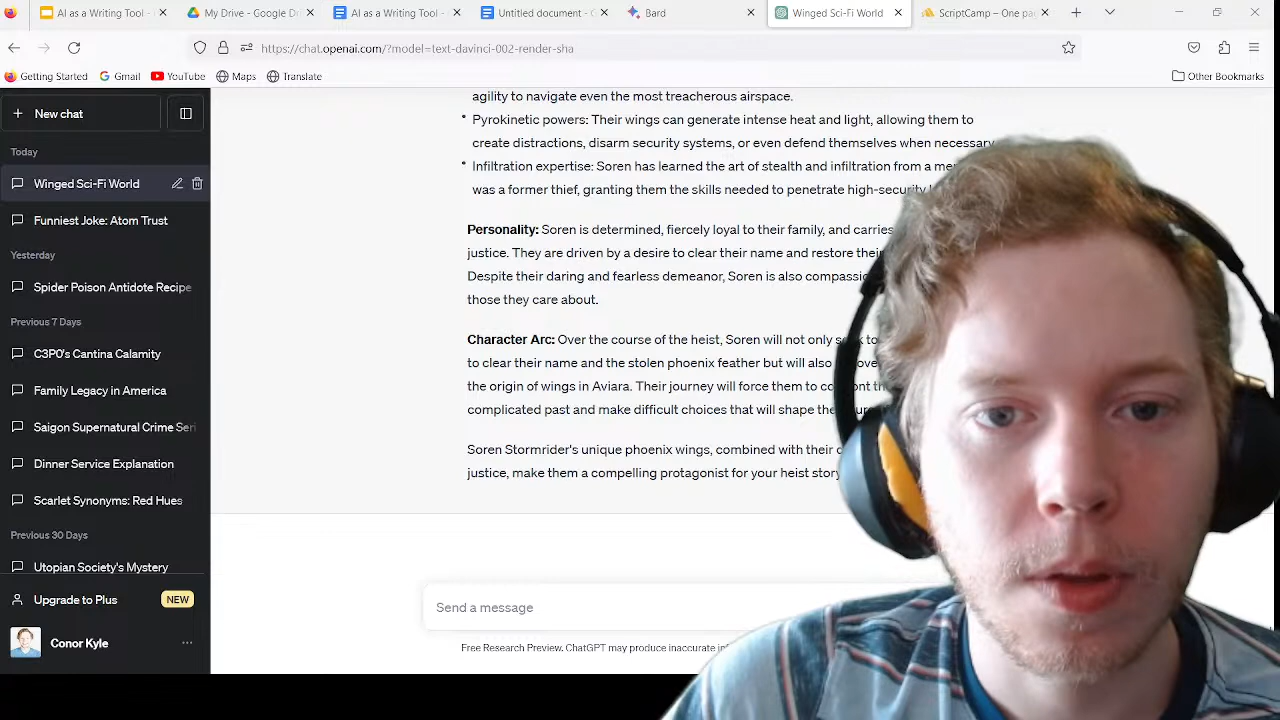 AI as a Writing Tool -
My Drive - Google D
AI as a Writing Tool -
Untitled document - G
Bard
Winged Sci-Fi World
ScriptCamp – One pa
https://chat.openai.com/?model=text-davinci-002-render-sha
Getting Started
Gmail
YouTube
Maps
Translate
Other Bookmarks
New chat
Today
Winged Sci-Fi World
Funniest Joke: Atom Trust
Yesterday
Spider Poison Antidote Recipe
Previous 7 Days
C3P0's Cantina Calamity
Family Legacy in America
Saigon Supernatural Crime Seri
Dinner Service Explanation
Scarlet Synonyms: Red Hues
Previous 30 Days
Utopian Society's Mystery
Upgrade to Plus
NEW
Conor Kyle
agility to navigate even the most treacherous airspace.
• Pyrokinetic powers: Their wings can generate intense heat and light, allowing them to
create distractions, disarm security systems, or even defend themselves when necessary
• Infiltration expertise: Soren has learned the art of stealth and infiltration from a
was a former thief, granting them the skills needed to penetrate high-security
Personality: Soren is determined, fiercely loyal to their family, and carries
justice. They are driven by a desire to clear their name and restore their
Despite their daring and fearless demeanor, Soren is also
those they care about.
Character Arc: Over the course of the heist, Soren will not only
to clear their name and the stolen phoenix feather but will also
the origin of wings in Aviara. Their journey will force them to
complicated past and make difficult choices that will shape
Soren Stormrider's unique phoenix wings, combined with their
justice, make them a compelling protagonist for your heist story
Send a message
Free Research Preview. ChatGPT may produce inaccurate